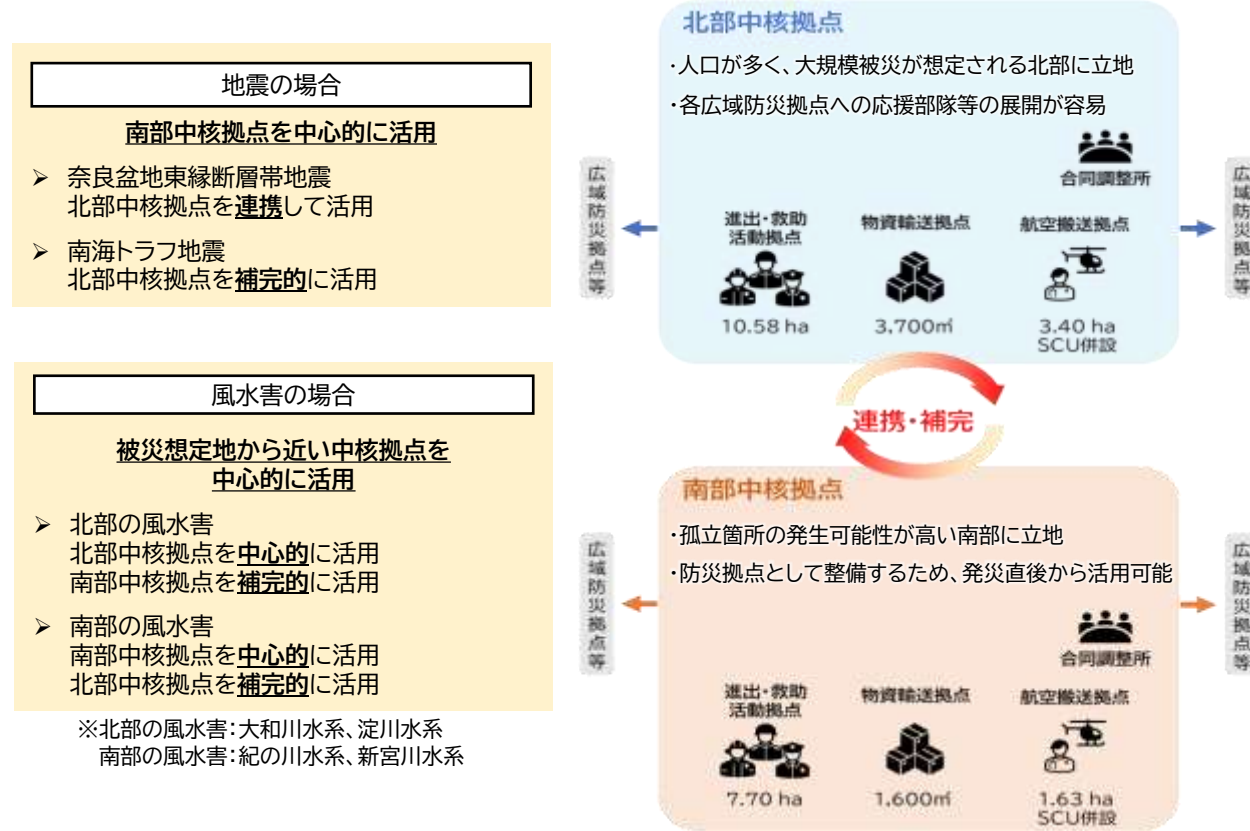 地震の場合
南部中核拠点を中心的に活用
➢ 奈良盆地東縁断層帯地震
北部中核拠点を連携して活用
➢ 南海トラフ地震
北部中核拠点を補完的に活用
風水害の場合
被災想定地から近い中核拠点を
中心的に活用
➢ 北部の風水害
北部中核拠点を中心的に活用
南部中核拠点を補完的に活用
➢ 南部の風水害
南部中核拠点を中心的に活用
北部中核拠点を補完的に活用
※北部の風水害:大和川水系、淀川水系
南部の風水害:紀の川水系、新宮川水系
北部中核拠点
・人口が多く、大規模被災が想定される北部に立地
・各広域防災拠点への応援部隊等の展開が容易
合同調整所
広域防災拠点等
進出・救助
活動拠点
物資輸送拠点
航空搬送拠点
広域防災拠点等
10.58 ha
3,700㎡
3.40 ha
SCU併設
連携・補完
南部中核拠点
・孤立箇所の発生可能性が高い南部に立地
・防災拠点として整備するため、発災直後から活用可能
合同調整所
広域防災拠点等
進出・救助
活動拠点
物資輸送拠点
航空搬送拠点
広域防災拠点等
7.70 ha
1,600㎡
1.63 ha
SCU併設